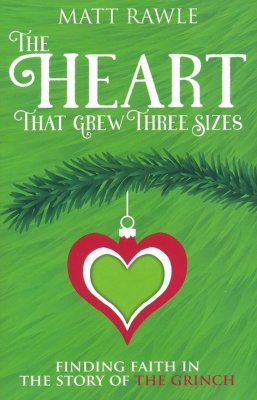 MATT RAWLE
THE
HEART
THAT GREW THREE SIZES
FINDING FAITH IN
THE STORY OF THE GRINCH